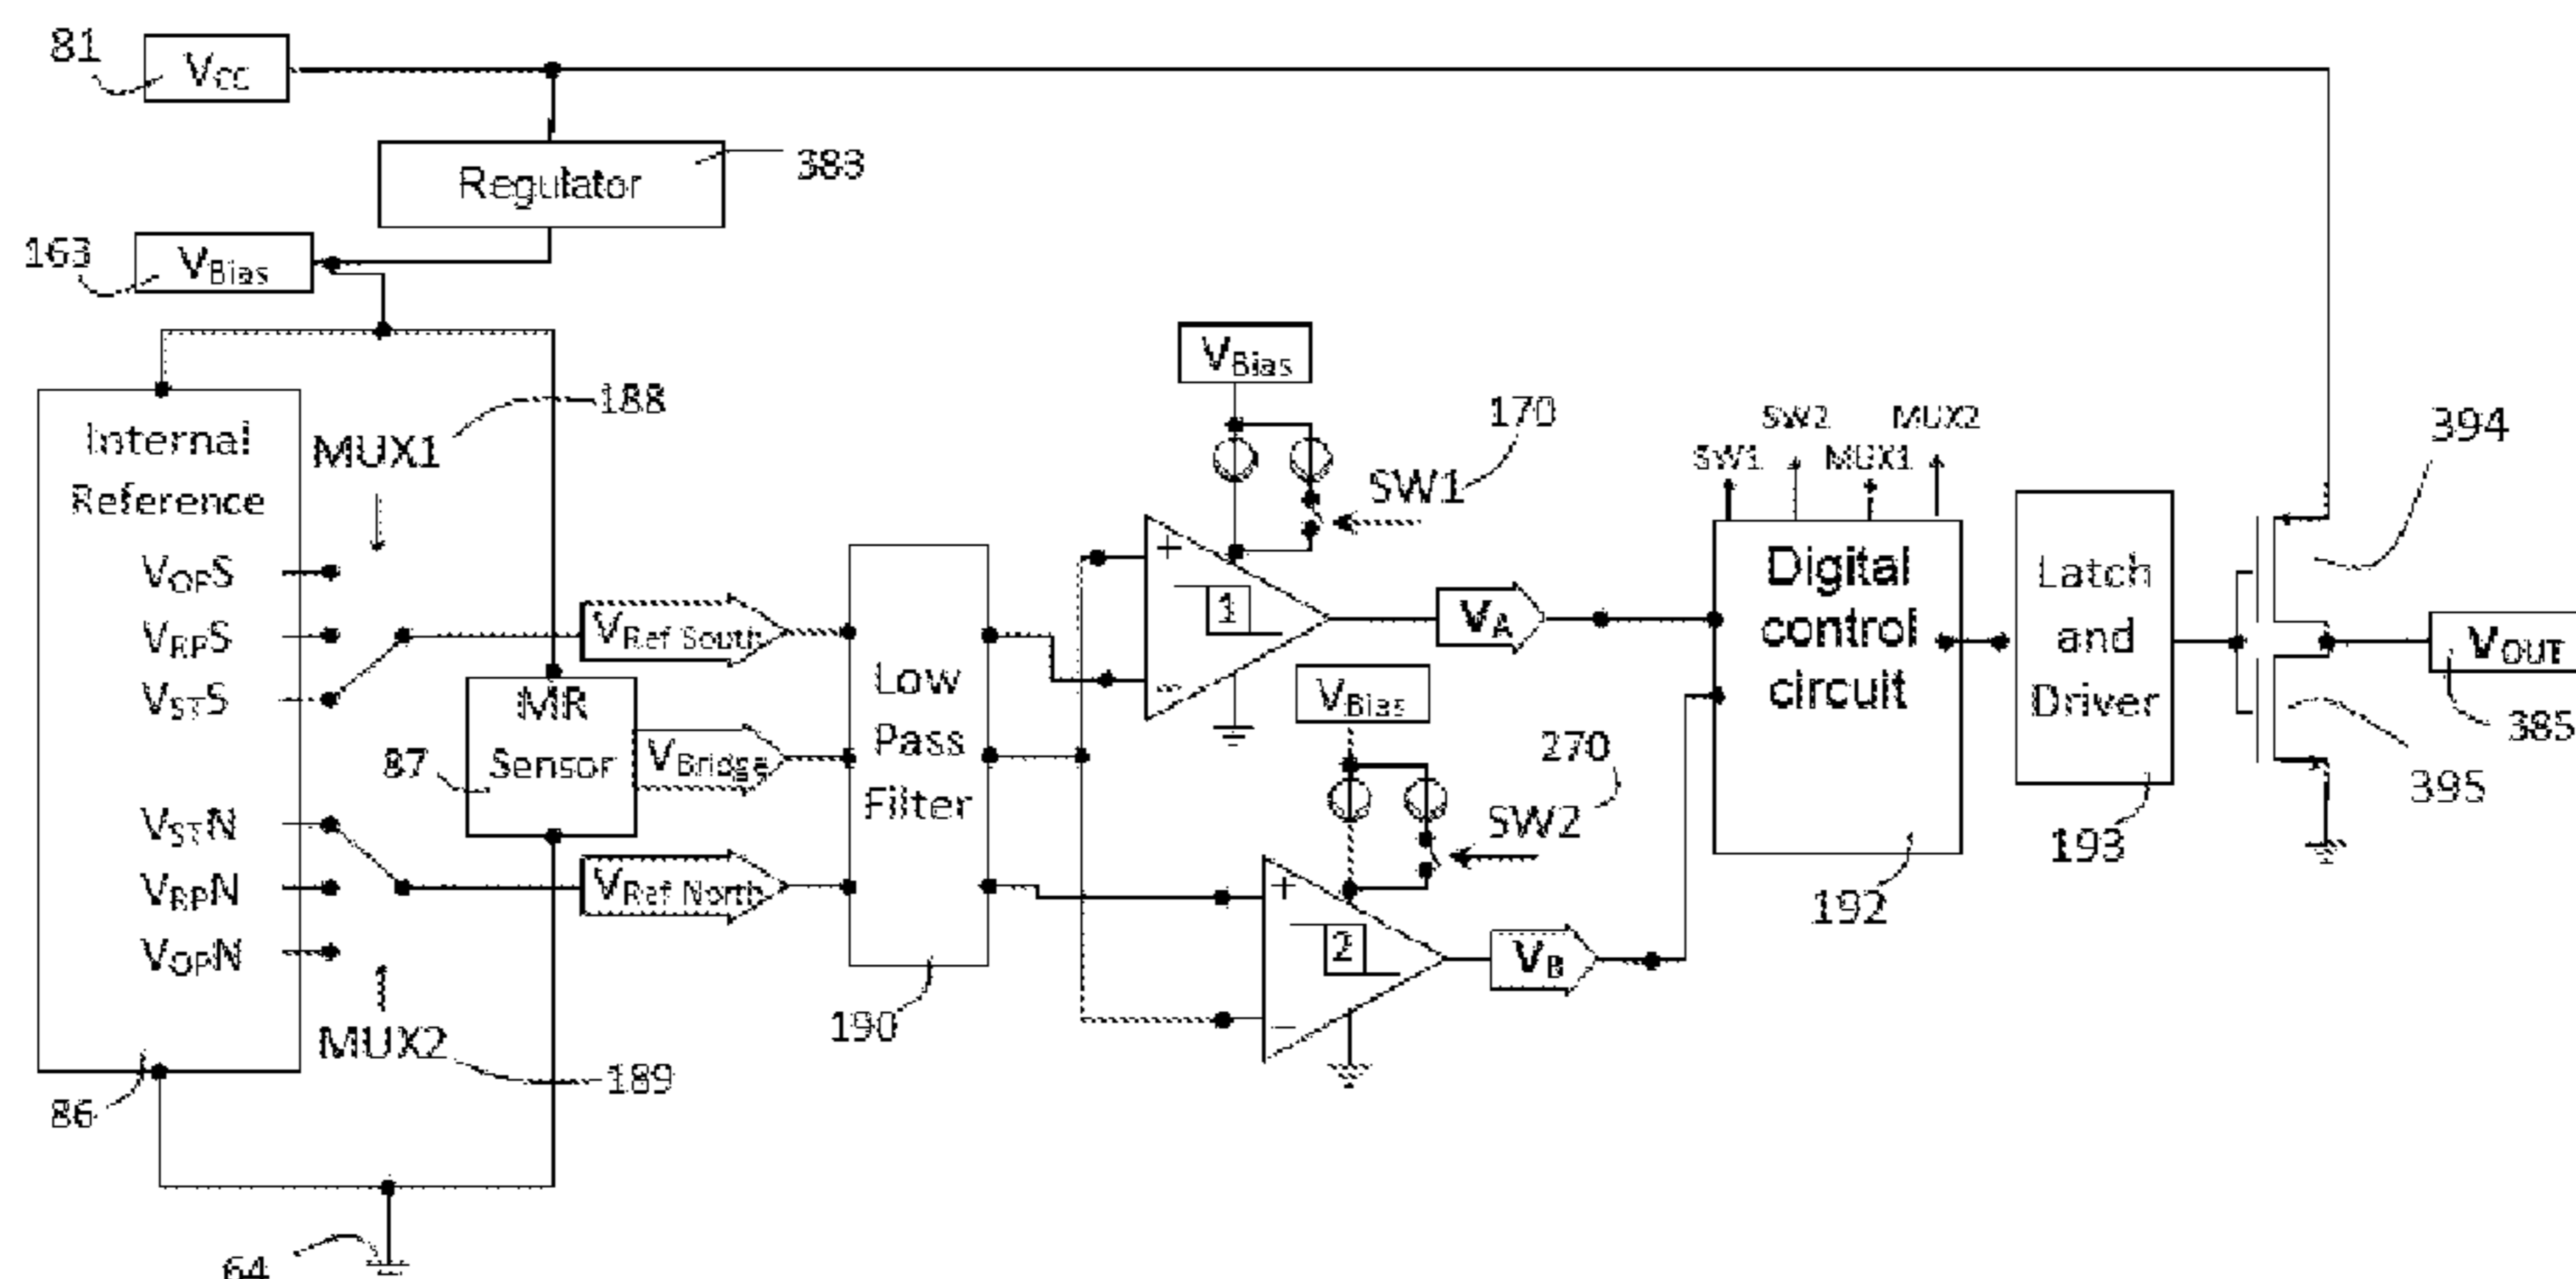 81
VCC
Regulator
383
163
VBias
Internal
Reference
MUX1
188
VOPS
VRPS
VSTS
VSTN
VRPN
VOPN
MUX2
189
86
64
MR
Sensor
87
VRef South
VBridge
VRef North
Low
Pass
Filter
190
VBias
SW1
170
+
1
-
VA
VBias
SW2
270
+
2
-
VB
SW1
SW2
MUX1
MUX2
Digital
control
circuit
192
Latch
and
Driver
193
394
VOUT
385
395